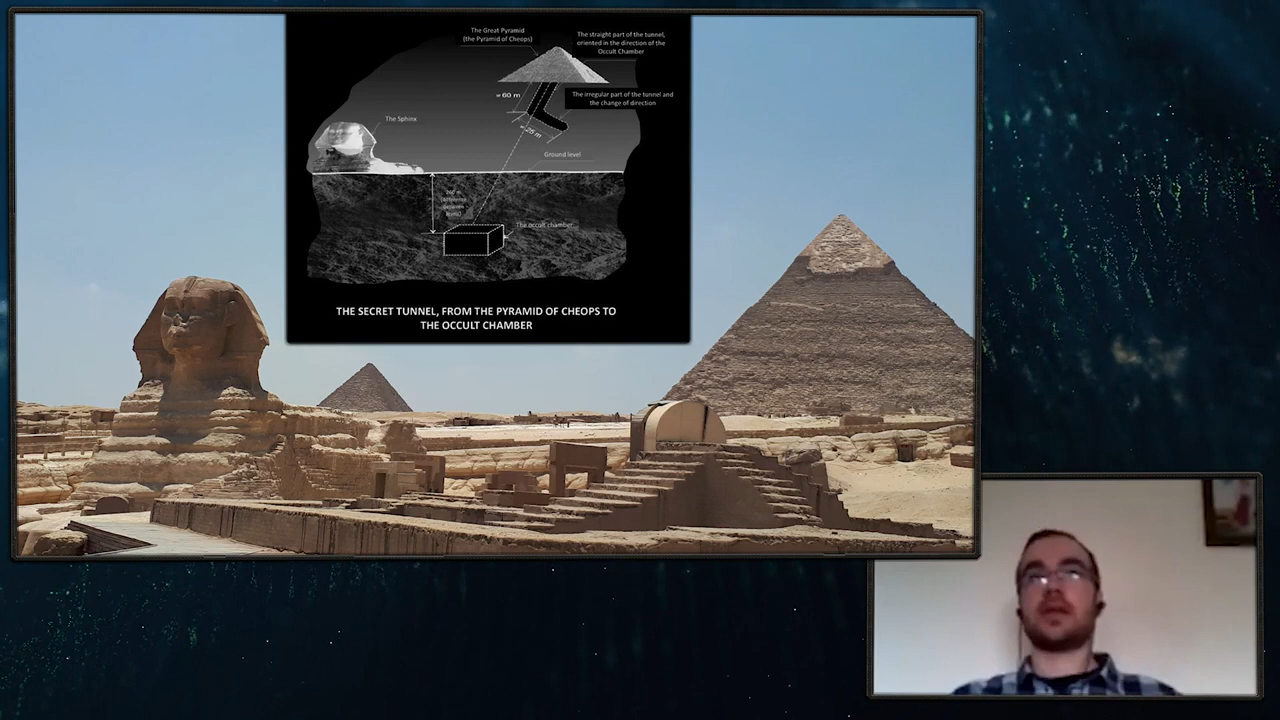 The Great Pyramid
(the Pyramid of Cheops)
The straight part of the tunnel,
oriented in the direction of the
Occult Chamber
≈ 60 m
The irregular part of the tunnel and
the change of direction
The Sphinx
≈ 25 m
Ground level
The occult chamber
THE SECRET TUNNEL, FROM THE PYRAMID OF CHEOPS TO
THE OCCULT CHAMBER